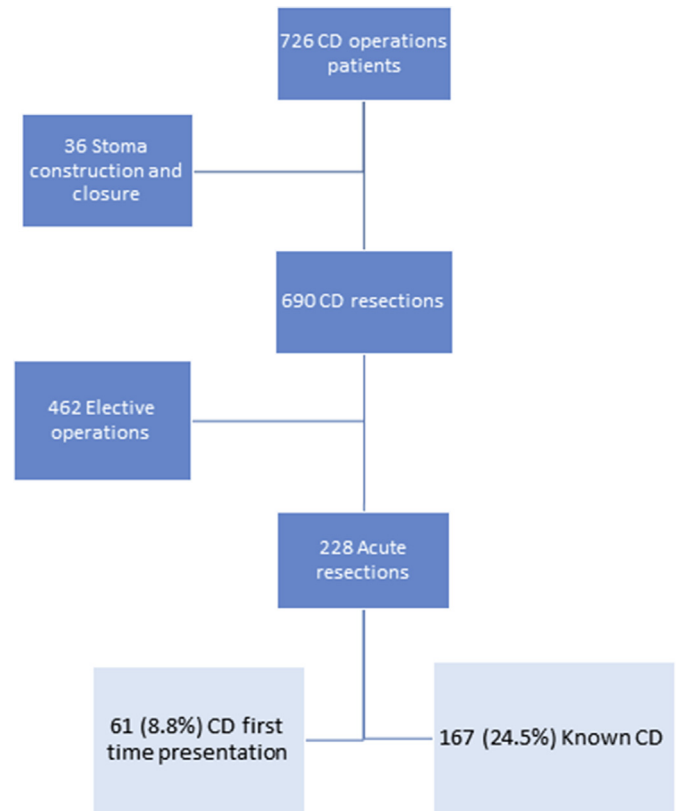 726 CD operations
patients
36 Stoma
construction and
closure
690 CD resections
462 Elective
operations
228 Acute
resections
61 (8.8%) CD first
time presentation
167 (24.5%) Known CD